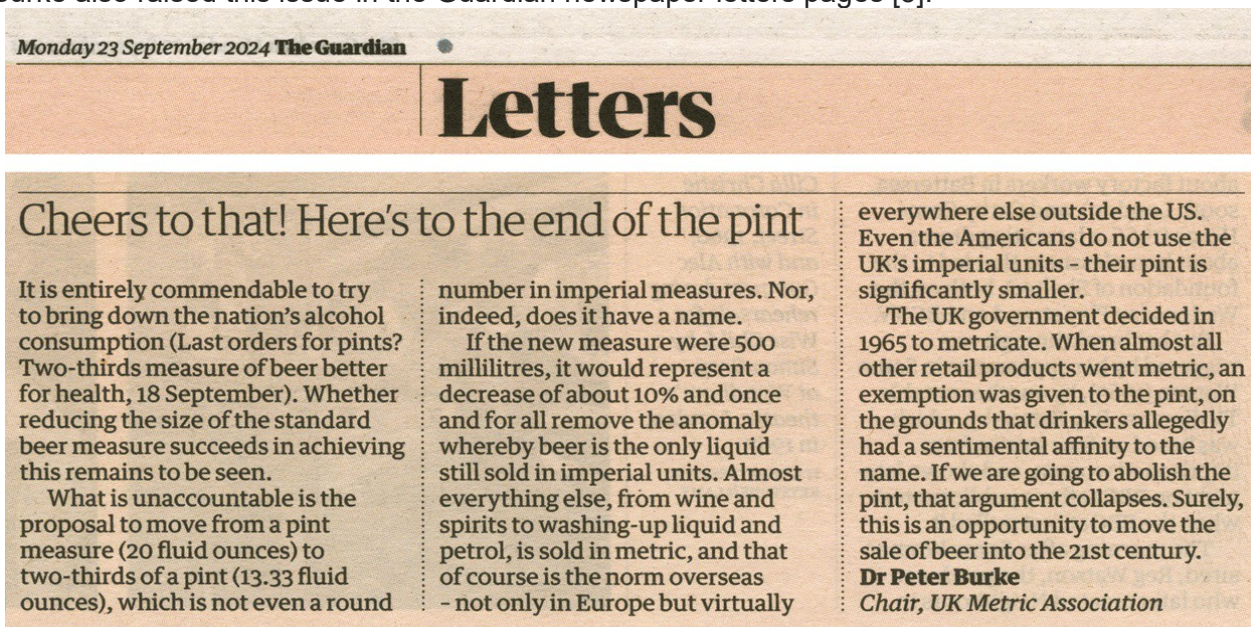 also raised this issue in the Guardian newspaper letters pages
Monday 23 September 2024 The Guardian
Letters
Cheers to that! Here's to the end of the pint
It is entirely commendable to try
to bring down the nation's alcohol
consumption (Last orders for pints?
Two-thirds measure of beer better
for health, 18 September). Whether
reducing the size of the standard
beer measure succeeds in achieving
this remains to be seen.
What is unaccountable is the
proposal to move from a pint
measure (20 fluid ounces) to
two-thirds of a pint (13.33 fluid
ounces), which is not even a round
number in imperial measures. Nor,
indeed, does it have a name.
If the new measure were 500
millilitres, it would represent a
decrease of about 10% and once
and for all remove the anomaly
whereby beer is the only liquid
still sold in imperial units. Almost
everything else, from wine and
spirits to washing-up liquid and
petrol, is sold in metric, and that
of course is the norm overseas
– not only in Europe but virtually
everywhere else outside the US.
Even the Americans do not use the
UK's imperial units – their pint is
significantly smaller.
The UK government decided in
1965 to metricate. When almost all
other retail products went metric, an
exemption was given to the pint, on
the grounds that drinkers allegedly
had a sentimental affinity to the
name. If we are going to abolish the
pint, that argument collapses. Surely,
this is an opportunity to move the
sale of beer into the 21st century.
Dr Peter Burke
Chair, UK Metric Association